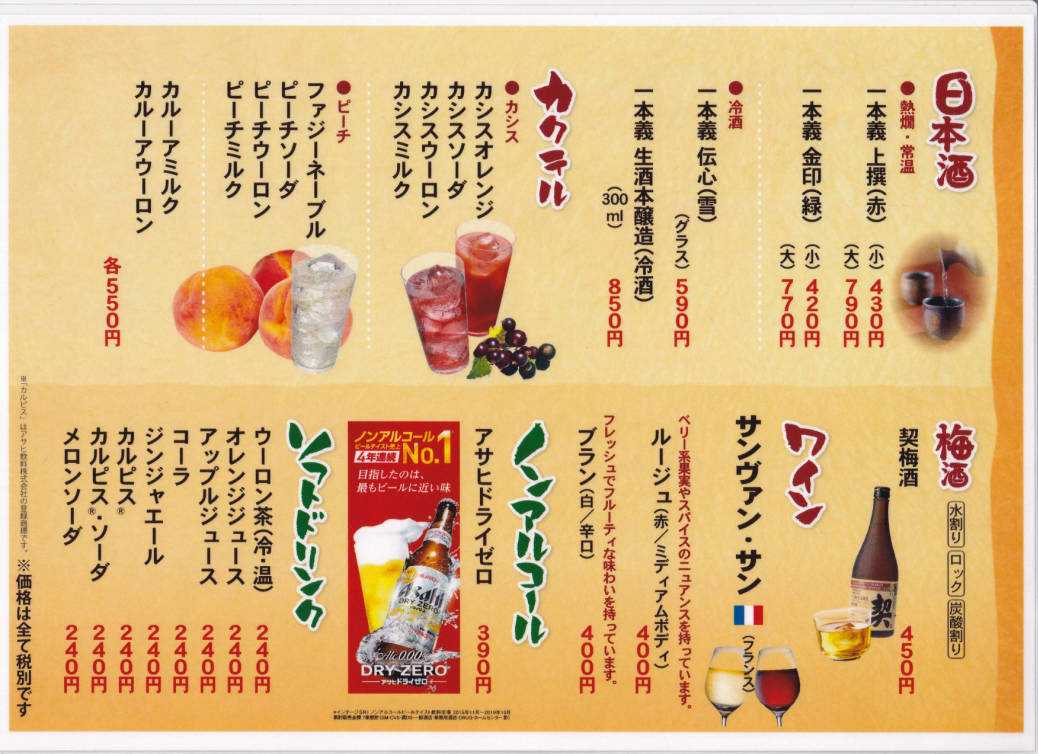 日本酒
●熱燗・常温
一本義 上撰(赤) (小) 430円
(大) 790円
一本義 金印(緑) (小) 420円
(大) 770円
●冷酒
一本義 伝心(雪)
(グラス) 590円
一本義 生酒本醸造(冷酒)
(300ml) 850円
カクテル
●カシス
カシスオレンジ
カシスソーダ
カシスウーロン
カシスミルク
●ピーチ
ファジーネーブル
ピーチソーダ
ピーチウーロン
ピーチミルク
カルーアミルク
カルーアウーロン
各550円
梅酒
水割り ロック 炭酸割り
契梅酒 450円
契
ワイン
サンヴァン・サン
(フランス)
ベリー系果実やスパイスのニュアンスを持っています。
ルージュ(赤/ミディアムボディ) 400円
フレッシュでフルーティな味わいを持っています。
ブラン(白/辛口) 400円
ノンアルコール
アサヒドライゼロ 390円
ノンアルコール
ビールテイスト売上
4年連続
No.1
目指したのは、
最もビールに近い味
Asahi
DRY ZERO
Alc.0.00%
DRY ZERO
アサヒドライゼロ
ソフトドリンク
ウーロン茶(冷・温) 240円
オレンジジュース 240円
アップルジュース 240円
コーラ 240円
ジンジャエール 240円
カルピス® 240円
カルピス®・ソーダ 240円
メロンソーダ 240円
※「カルピス」はアサヒ飲料株式会社の登録商標です。
※価格は全て税別です